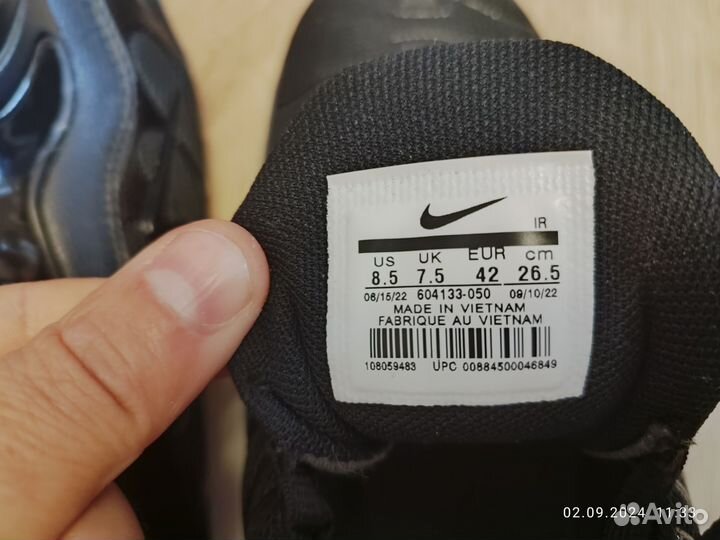 IR
US UK EUR cm
8.5 7.5 42 26.5
06/15/22 604133-050 09/10/22
MADE IN VIETNAM
FABRIQUE AU VIETNAM
108059483 UPC 00884500046849
02.09.2024 11:33
Avito